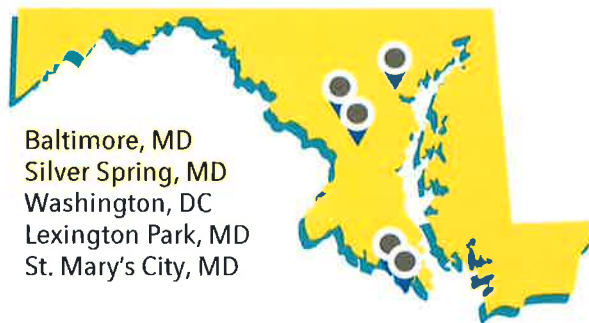 Baltimore, MD
Silver Spring, MD
Washington, DC
Lexington Park, MD
St. Mary's City, MD